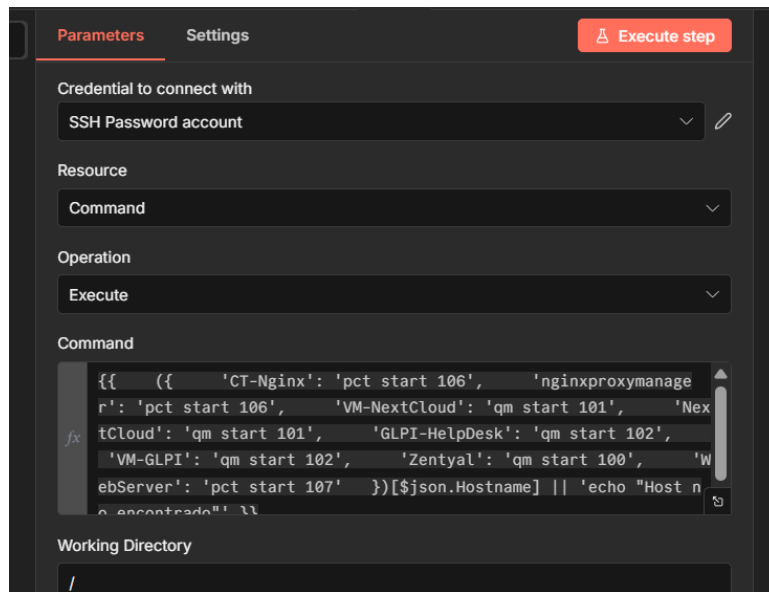 Parameters Settings Execute step
Credential to connect with
SSH Password account
Resource
Command
Operation
Execute
Command
{{ ({ 'CT-Nginx': 'pct start 106', 'nginxproxymanage
r': 'pct start 106', 'VM-NextCloud': 'qm start 101', 'Nex
fx tCloud': 'qm start 101', 'GLPI-HelpDesk': 'qm start 102',
'VM-GLPI': 'qm start 102', 'Zentyal': 'qm start 100', 'W
ebServer': 'pct start 107' })[$json.Hostname] || 'echo "Host n
o encontrado"' }}
Working Directory
/